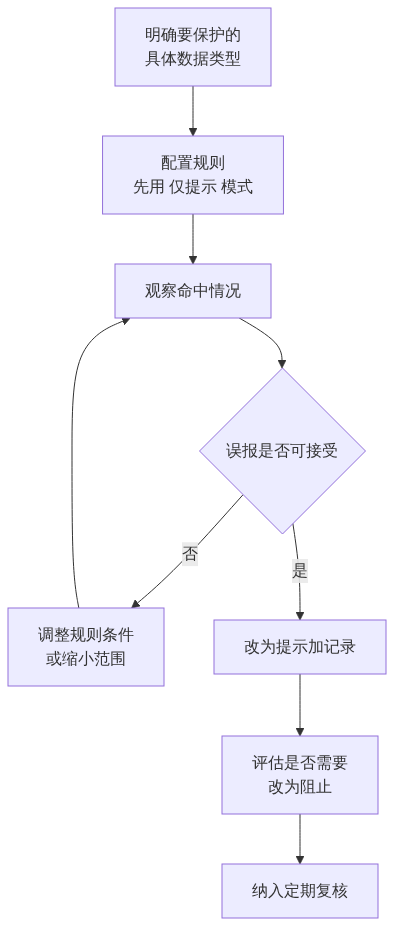 明确要保护的
具体数据类型
配置规则
先用 仅提示 模式
观察命中情况
误报是否可接受
否
是
调整规则条件
或缩小范围
改为提示加记录
评估是否需要
改为阻止
纳入定期复核